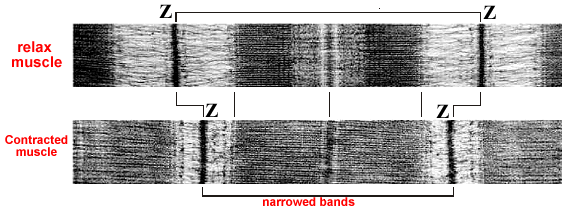 Z Z
relax
muscle
Z Z
Contracted
muscle
narrowed bands